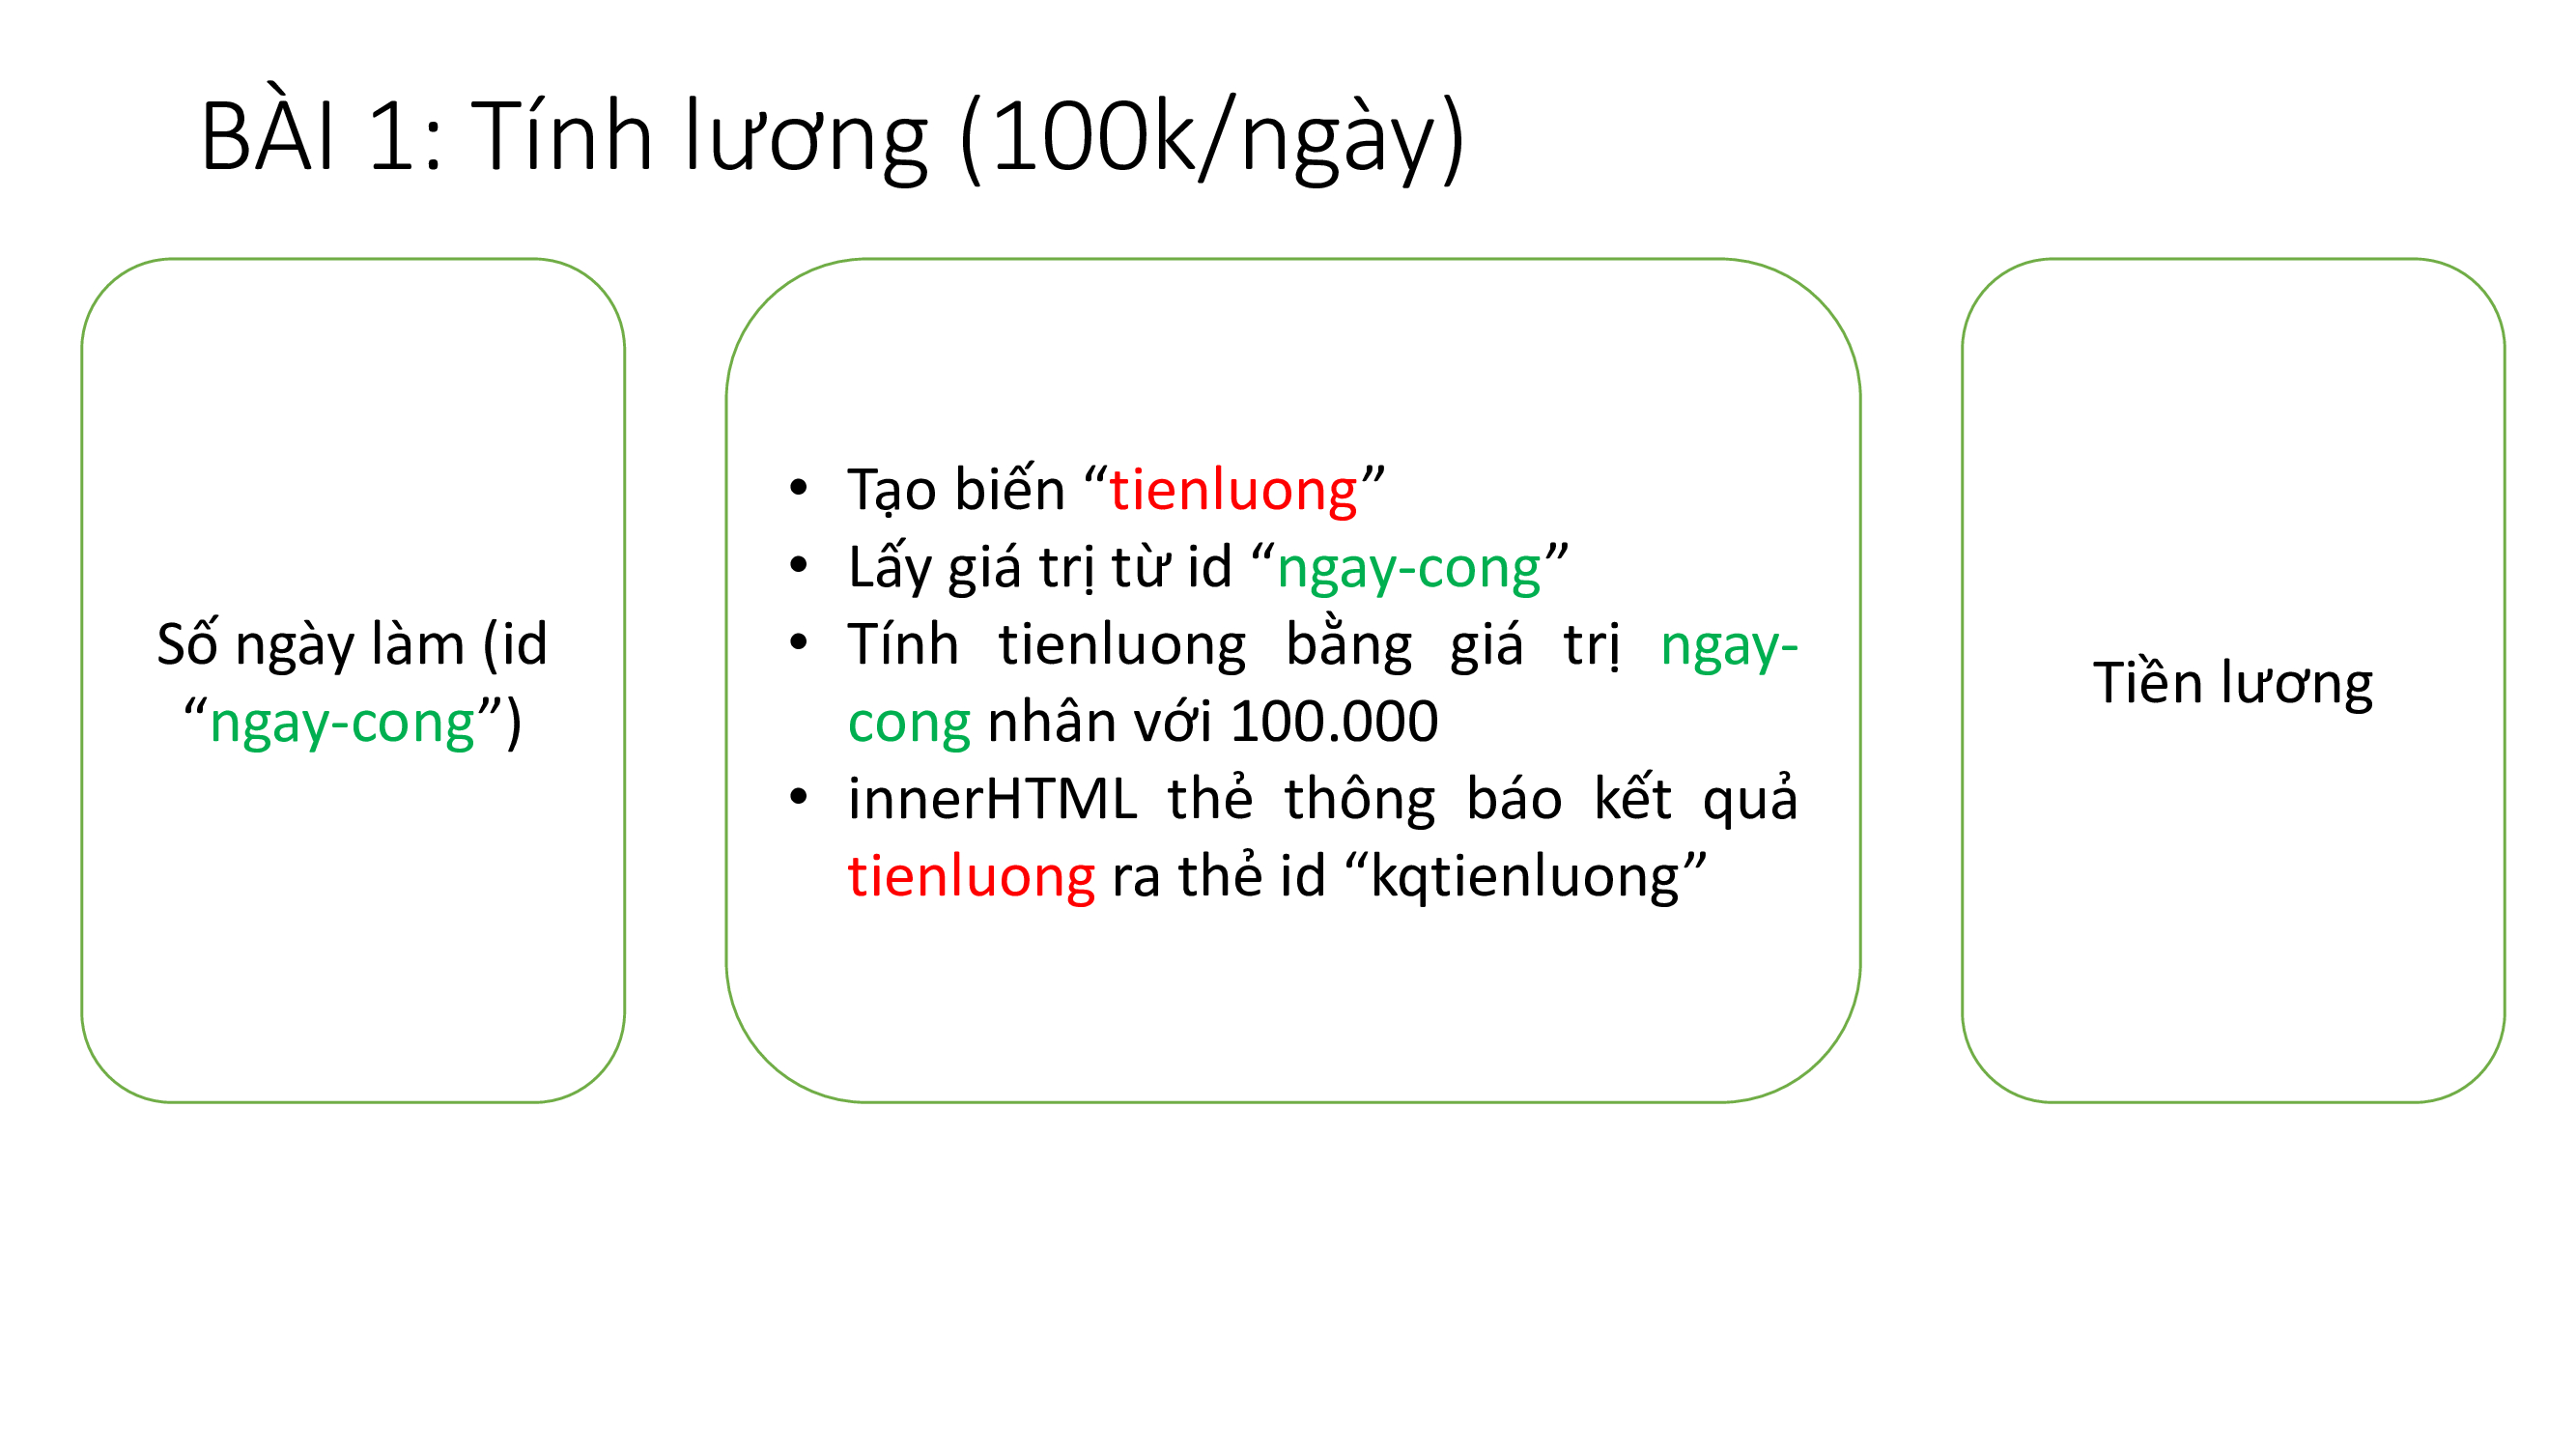 BÀI 1: Tính lương (100k/ngày)
Số ngày làm (id
“ngay-cong”)
• Tạo biến “tienluong”
• Lấy giá trị từ id “ngay-cong”
• Tính tienluong bằng giá trị ngay-
cong nhân với 100.000
• innerHTML thẻ thông báo kết quả
tienluong ra thẻ id “kqtienluong”
Tiền lương